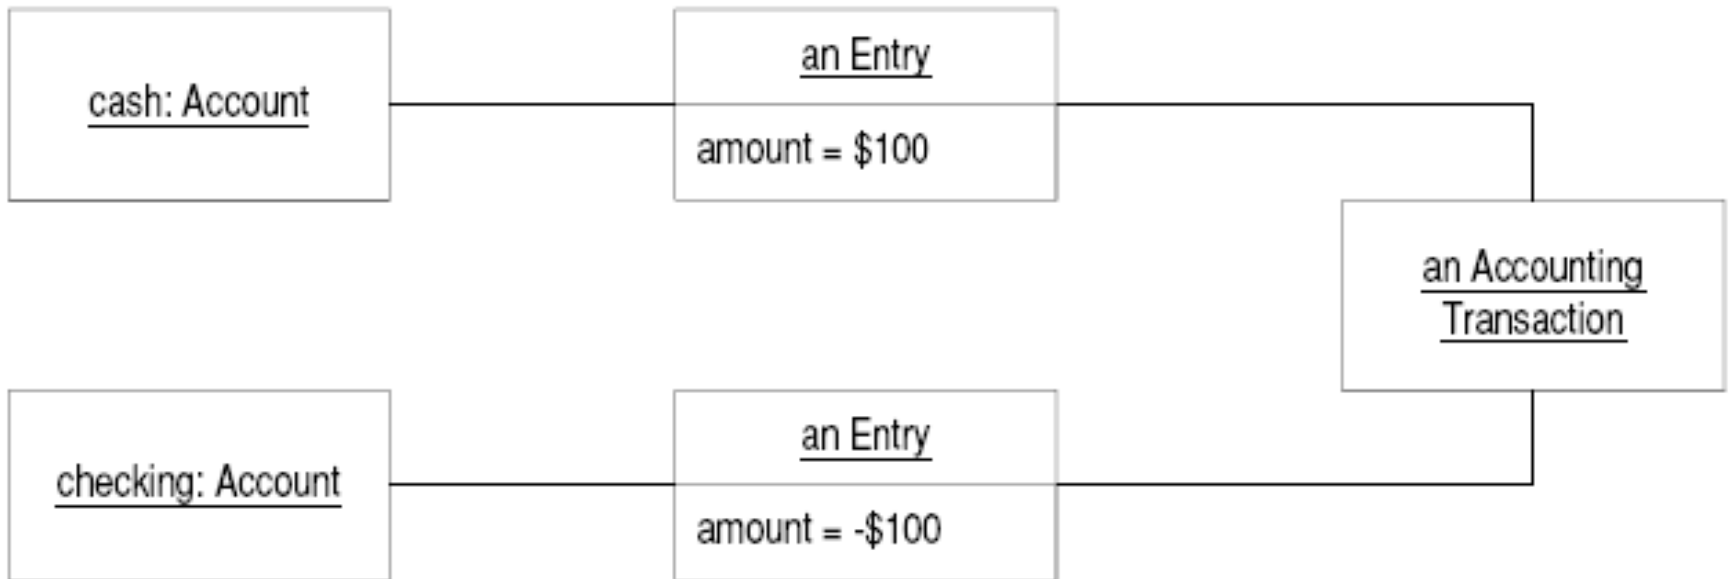 cash: Account
an Entry
amount = $100
an Accounting
Transaction
checking: Account
an Entry
amount = -$100